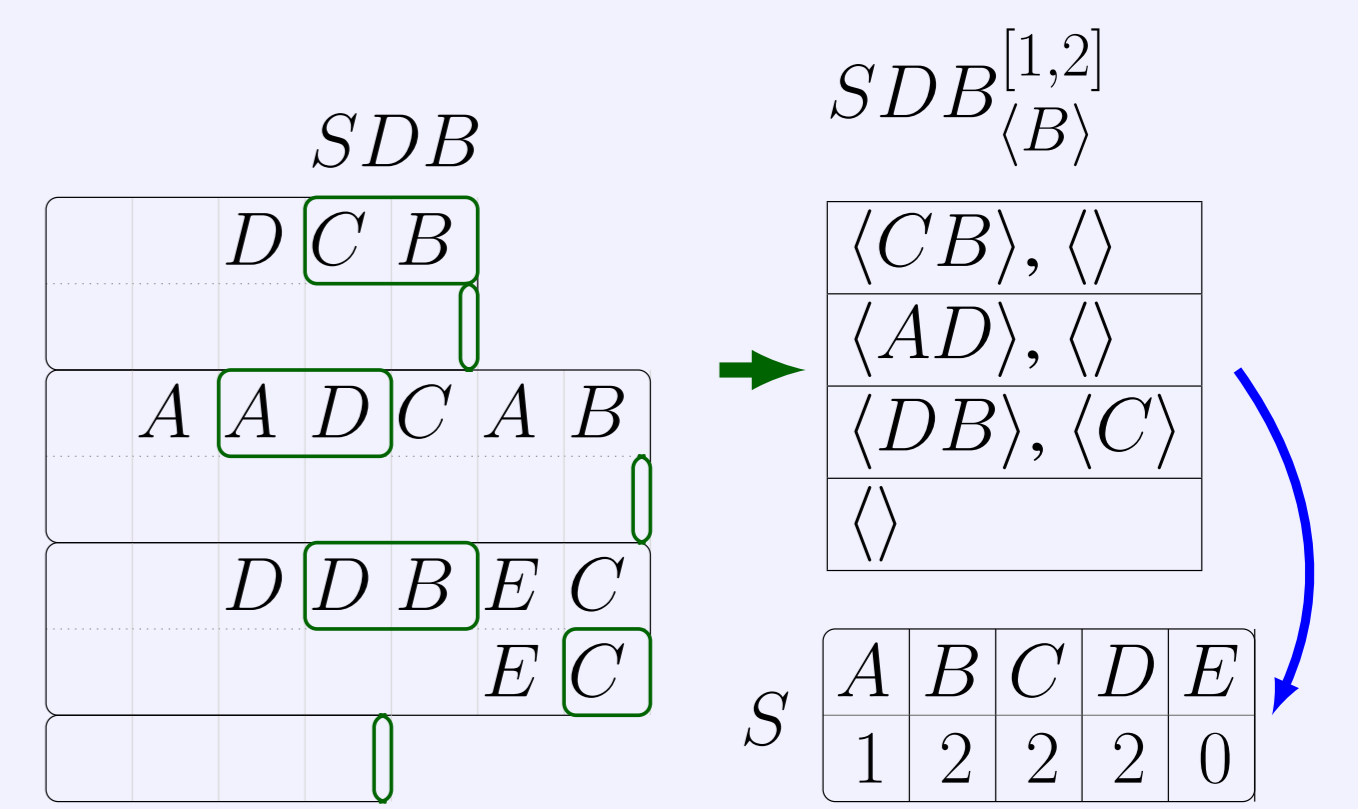 SDB
D C B
A A D C A B
D D B E C
E C
SDB^{[1,2]}_{⟨B⟩}
⟨CB⟩, ⟨⟩
⟨AD⟩, ⟨⟩
⟨DB⟩, ⟨C⟩
⟨⟩
S
A B C D E
1 2 2 2 0